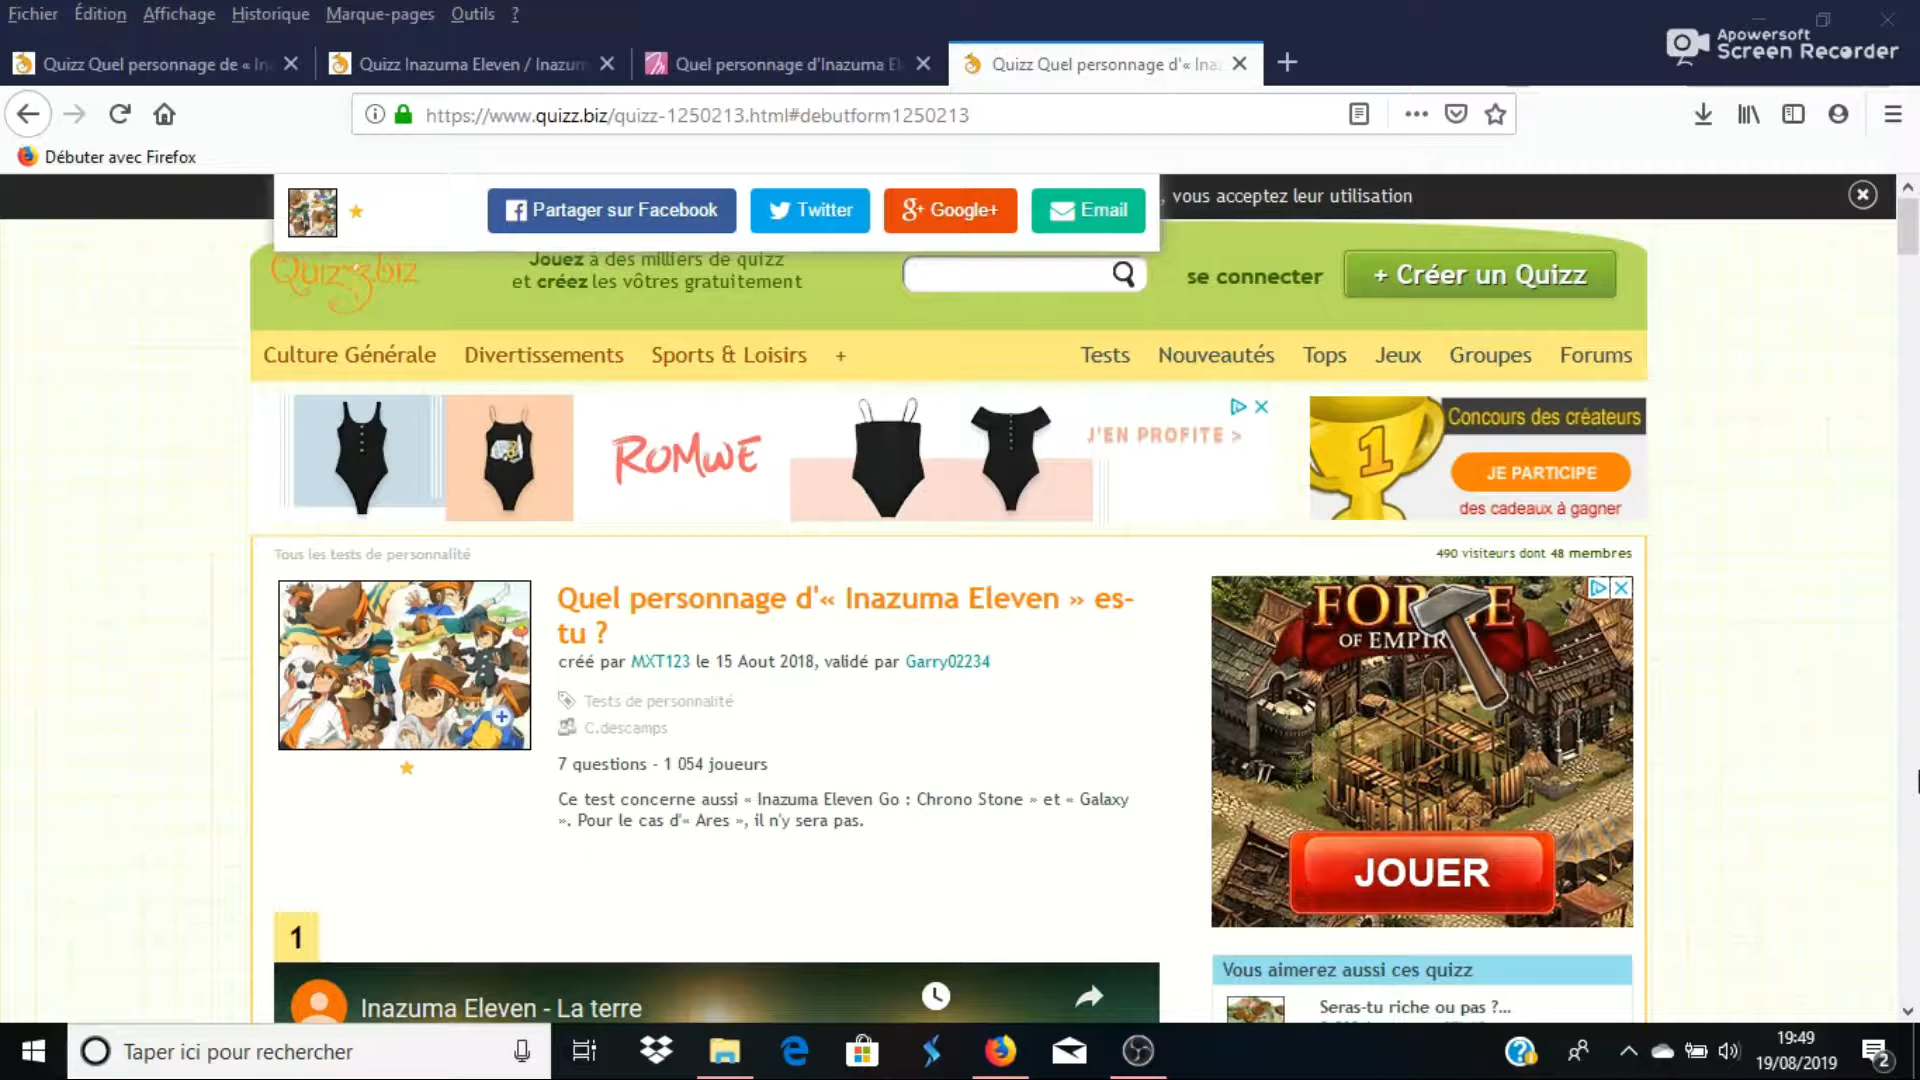 Fichier Édition Affichage Historique Marque-pages Outils ?
Apowersoft
Screen Recorder
Quizz Quel personnage de « In
Quizz Inazuma Eleven / Inazum
Quel personnage d'Inazuma El
Quizz Quel personnage d'« Ina
https://www.quizz.biz/quizz-1250213.html#debutform1250213
Débuter avec Firefox
Partager sur Facebook
Twitter
g+ Google+
Email
, vous acceptez leur utilisation
Quizz.biz
Jouez à des milliers de quizz
et créez les vôtres gratuitement
se connecter
+ Créer un Quizz
Culture Générale Divertissements Sports & Loisirs +
Tests Nouveautés Tops Jeux Groupes Forums
ROMWE
J'EN PROFITE >
1
Concours des créateurs
JE PARTICIPE
des cadeaux à gagner
Tous les tests de personnalité
490 visiteurs dont 48 membres
Quel personnage d'« Inazuma Eleven » es-
tu ?
créé par MXT123 le 15 Aout 2018, validé par Garry02234
Tests de personnalité
C.descamps
7 questions - 1 054 joueurs
Ce test concerne aussi « Inazuma Eleven Go : Chrono Stone » et « Galaxy
». Pour le cas d'« Ares », il n'y sera pas.
FORGE
OF EMPIR
JOUER
1
Inazuma Eleven - La terre
Vous aimerez aussi ces quizz
Seras-tu riche ou pas ?...
Taper ici pour rechercher
19:49
19/08/2019
2